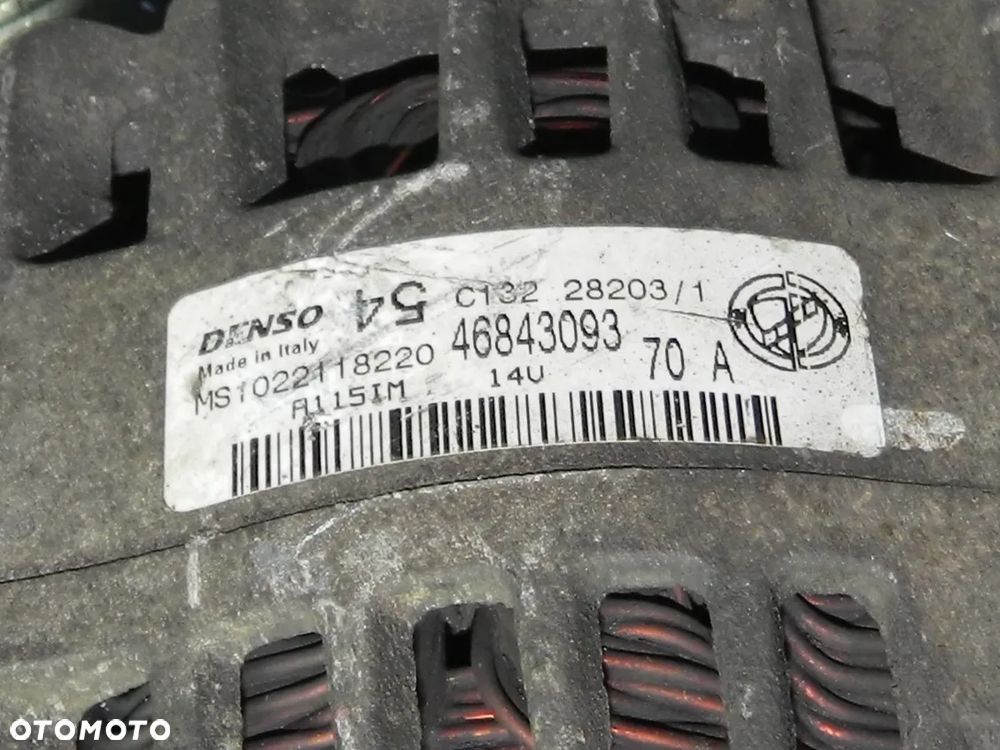 DENSO 54 C132 28203/1
Made in Italy
MS1022118220 46843093 70 A
A115IM 14V
OTOMOTO